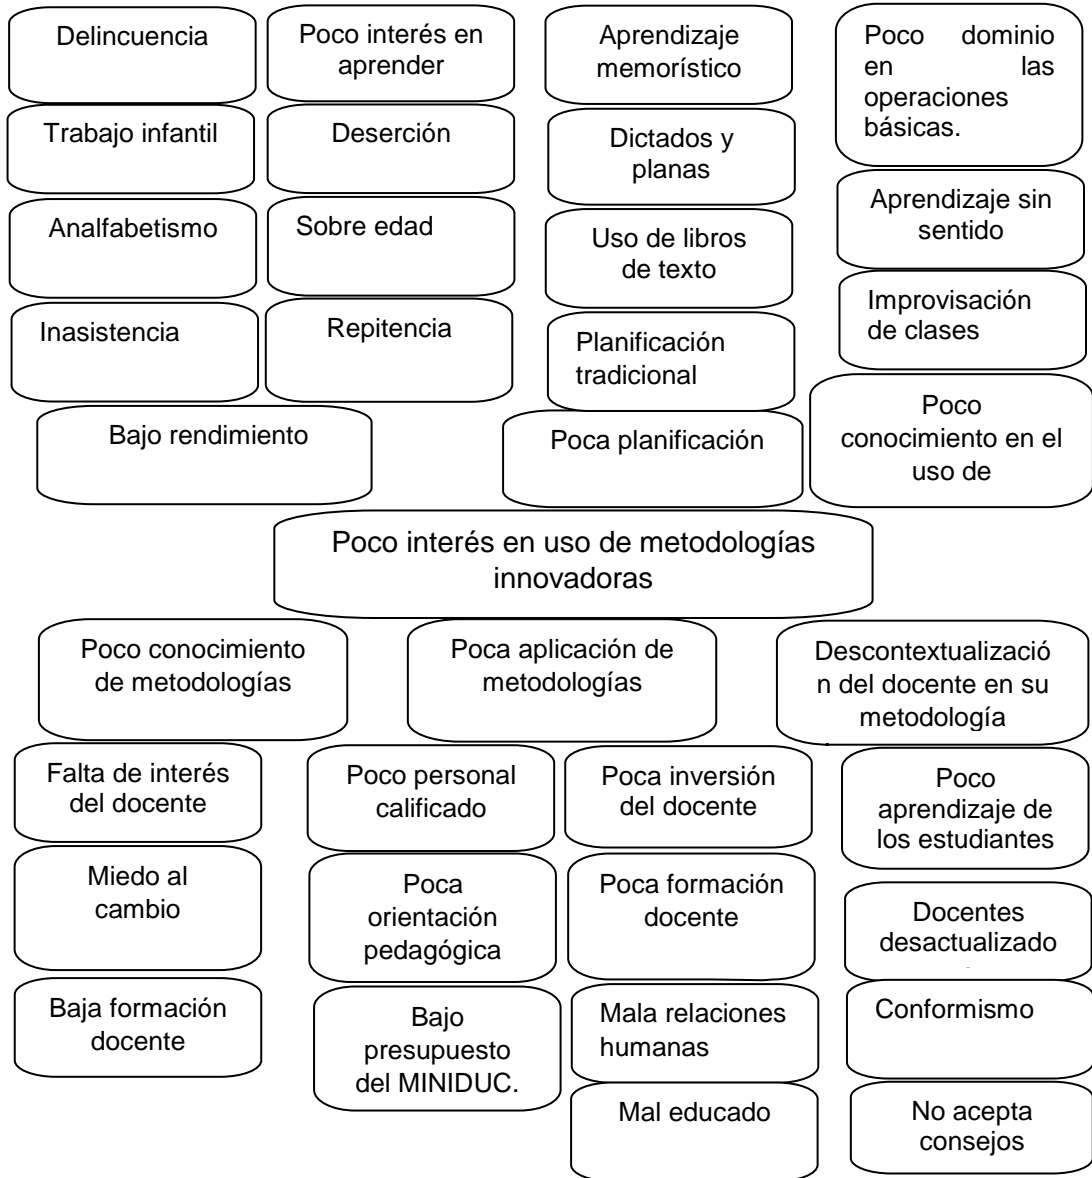 Delincuencia
Poco interés en
aprender
Aprendizaje
memorístico
Poco dominio
en las
operaciones
básicas.
Trabajo infantil
Deserción
Dictados y
planas
Aprendizaje sin
sentido
Analfabetismo
Sobre edad
Uso de libros
de texto
Improvisación
de clases
Inasistencia
Repitencia
Planificación
tradicional
Bajo rendimiento
Poca planificación
Poco
conocimiento en el
uso de
Poco interés en uso de metodologías
innovadoras
Poco conocimiento
de metodologías
Poca aplicación de
metodologías
Descontextualizació
n del docente en su
metodología
Falta de interés
del docente
Poco personal
calificado
Poca inversión
del docente
Poco
aprendizaje de
los estudiantes
Miedo al
cambio
Poca
orientación
pedagógica
Poca formación
docente
Docentes
desactualizado
Baja formación
docente
Bajo
presupuesto
del MINIDUC.
Mala relaciones
humanas
Conformismo
Mal educado
No acepta
consejos